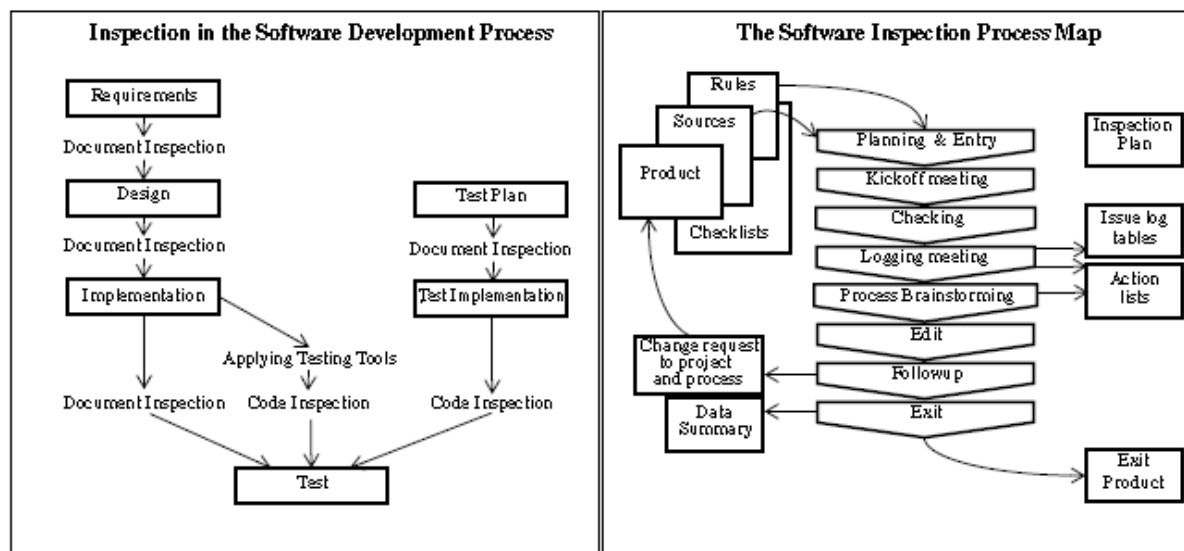 Inspection in the Software Development Process
Requirements
Document Inspection
Design
Document Inspection
Implementation
Applying Testing Tools
Document Inspection
Code Inspection
Test Plan
Document Inspection
Test Implementation
Code Inspection
Test
The Software Inspection Process Map
Rules
Sources
Product
Checklists
Planning & Entry
Kickoff meeting
Checking
Logging meeting
Process Brainstorming
Edit
Followup
Exit
Inspection
Plan
Issue log
tables
Action
lists
Change request
to project
and process
Data
Summary
Exit
Product